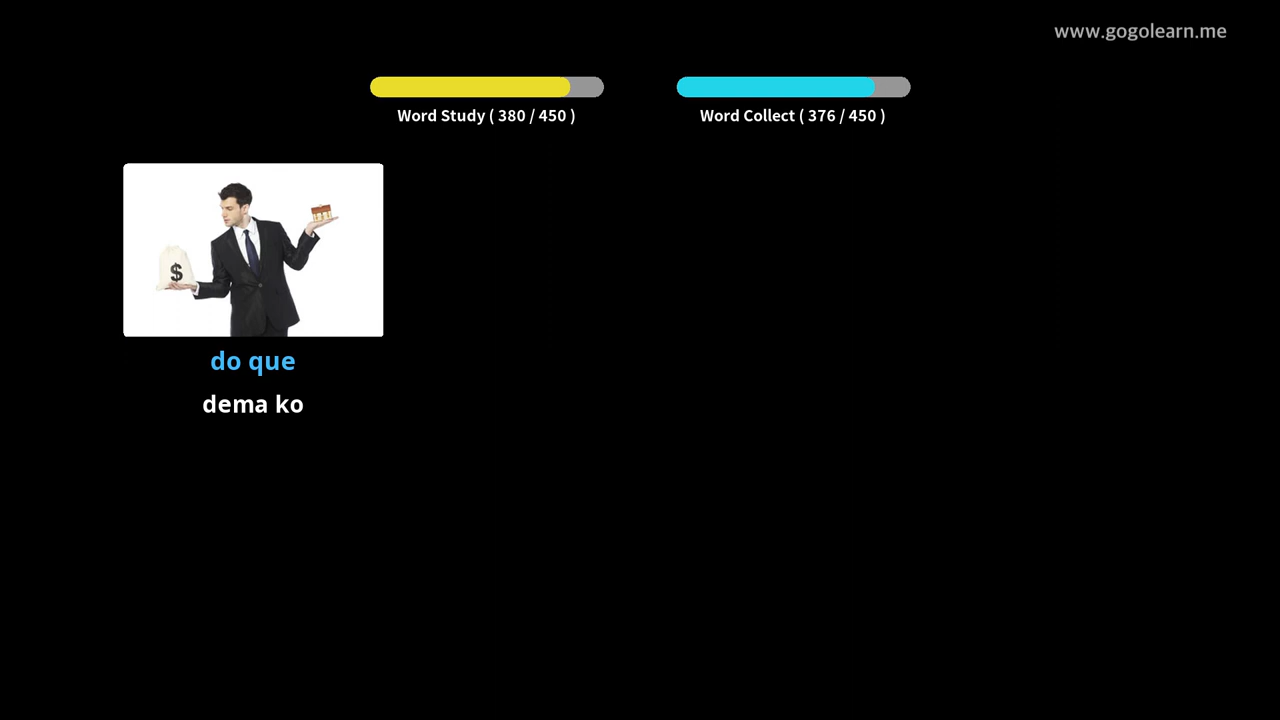 www.gogolearn.me
Word Study ( 380 / 450 )
Word Collect ( 376 / 450 )
$
do que
dema ko